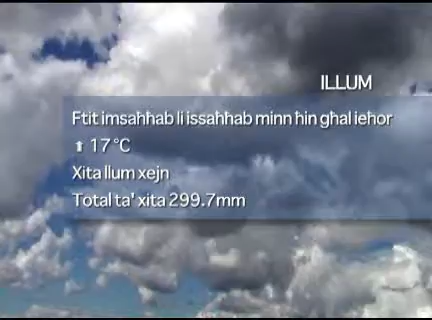 ILLUM
Ftit imsaħħab li issaħħab minn ħin għal ieħor
⬆ 17°C
Xita llum xejn
Total ta' xita 299.7mm